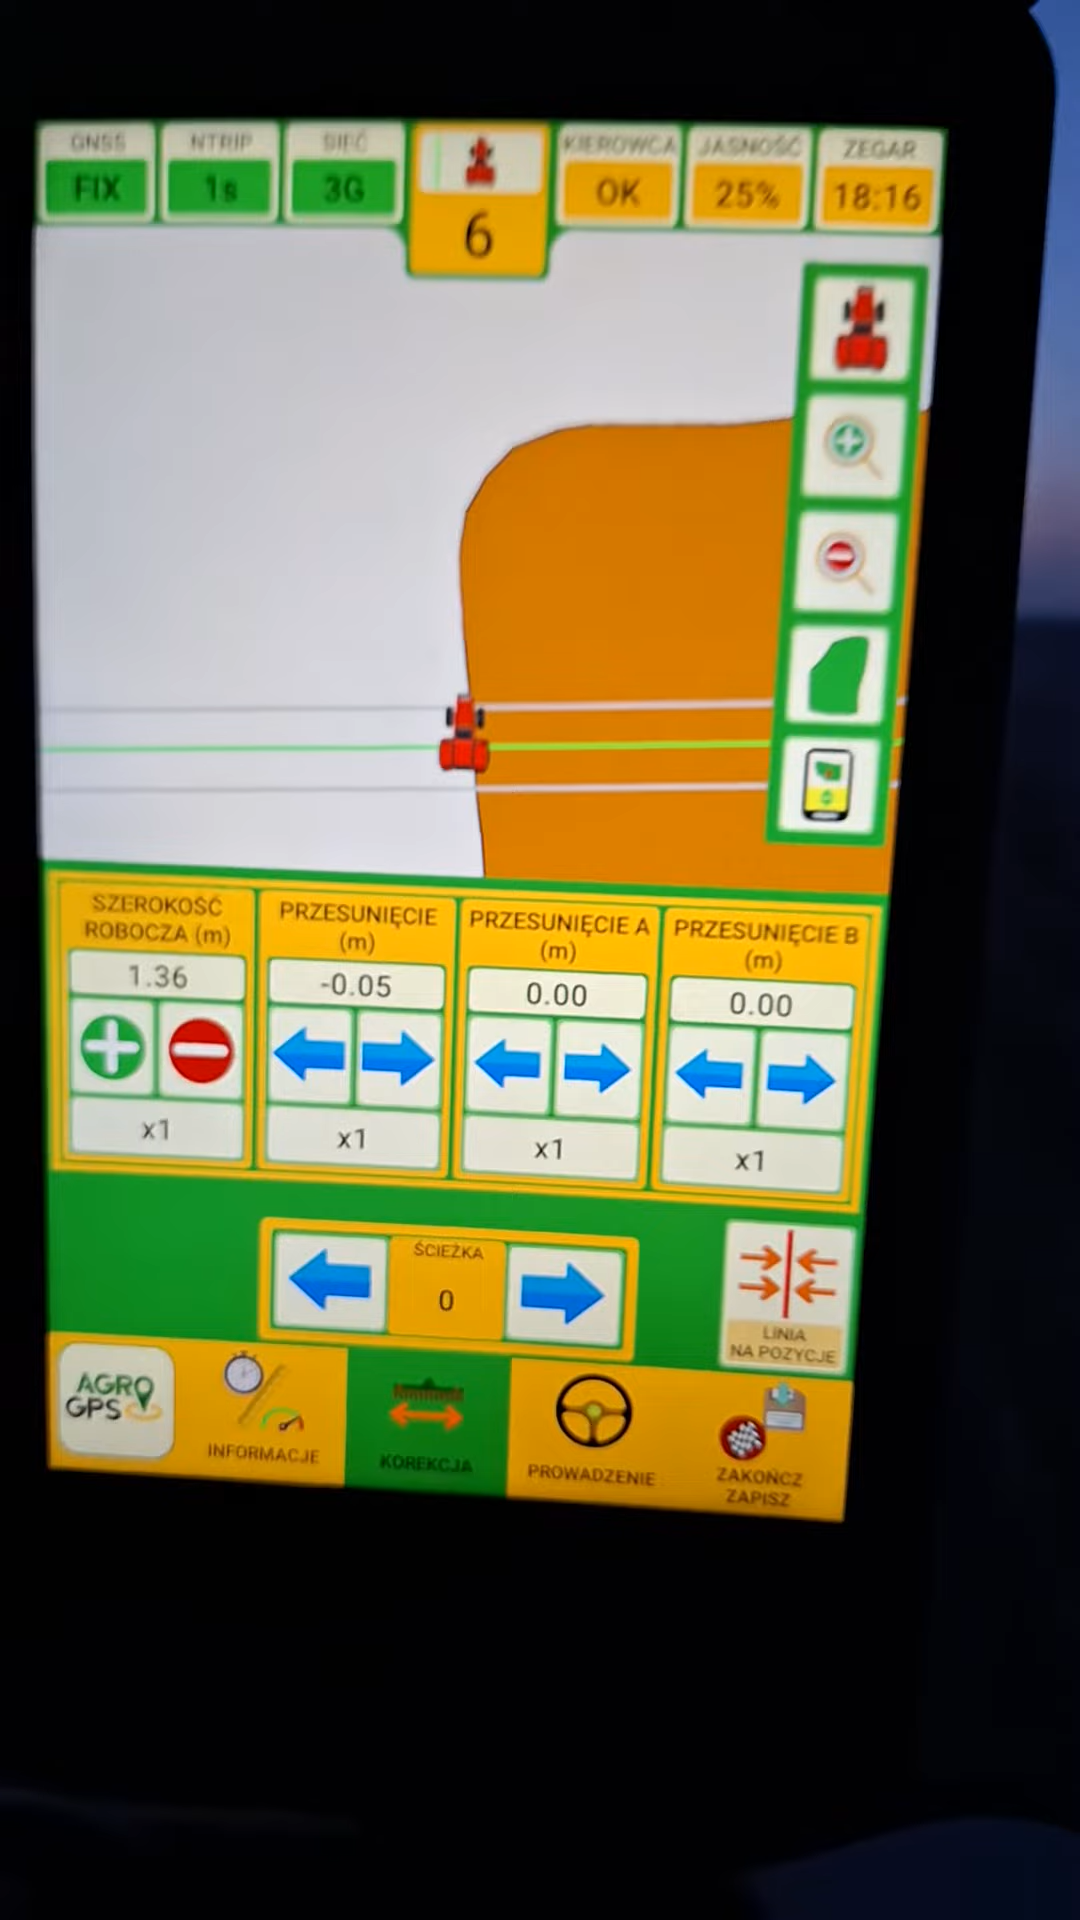 GNSS NTRIP SIEĆ KIEROWCA JASNOŚĆ ZEGAR
FIX 1s 3G OK 25% 18:16
6
SZEROKOŚĆ
ROBOCZA (m)
PRZESUNIĘCIE
(m)
PRZESUNIĘCIE A
(m)
PRZESUNIĘCIE B
(m)
1.36 -0.05 0.00 0.00
x1 x1 x1 x1
ŚCIEŻKA
0
LINIA
NA POZYCJE
AGRO
GPS
INFORMACJE
KOREKCJA
PROWADZENIE
ZAKOŃCZ
ZAPISZ